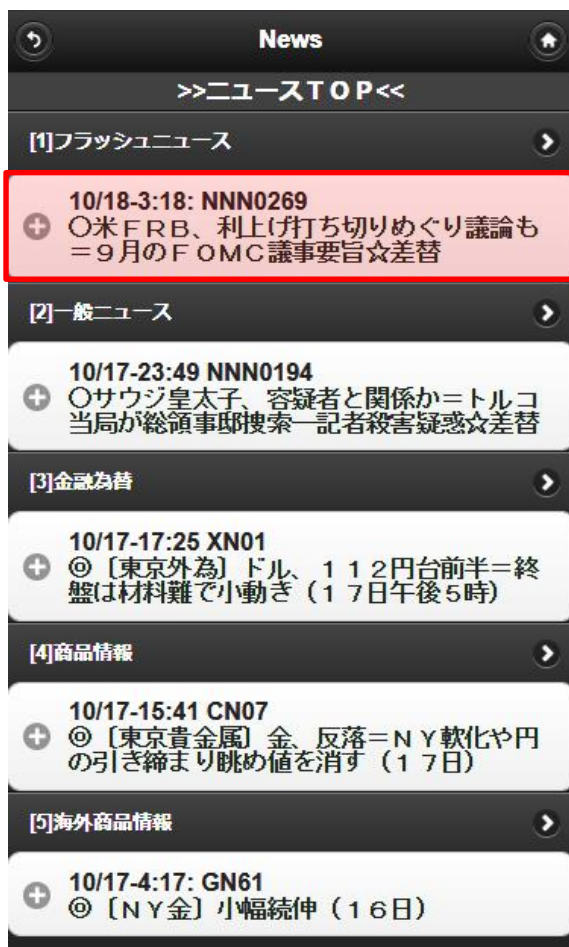 News
>>ニュースＴＯＰ<<
[1]フラッシュニュース
10/18-3:18: NNN0269
〇米ＦＲＢ、利上げ打ち切りめぐり議論も
＝９月のＦＯＭＣ議事要旨☆差替
[2]一般ニュース
10/17-23:49 NNN0194
〇サウジ皇太子、容疑者と関係か＝トルコ
当局が総領事邸捜索―記者殺害疑惑☆差替
[3]金融為替
10/17-17:25 XN01
◎〔東京外為〕ドル、１１２円台前半＝終
盤は材料難で小動き（１７日午後５時）
[4]商品情報
10/17-15:41 CN07
◎〔東京貴金属〕金、反落＝ＮＹ軟化や円
の引き締まり眺め値を消す（１７日）
[5]海外商品情報
10/17-4:17: GN61
◎〔ＮＹ金〕小幅続伸（１６日）